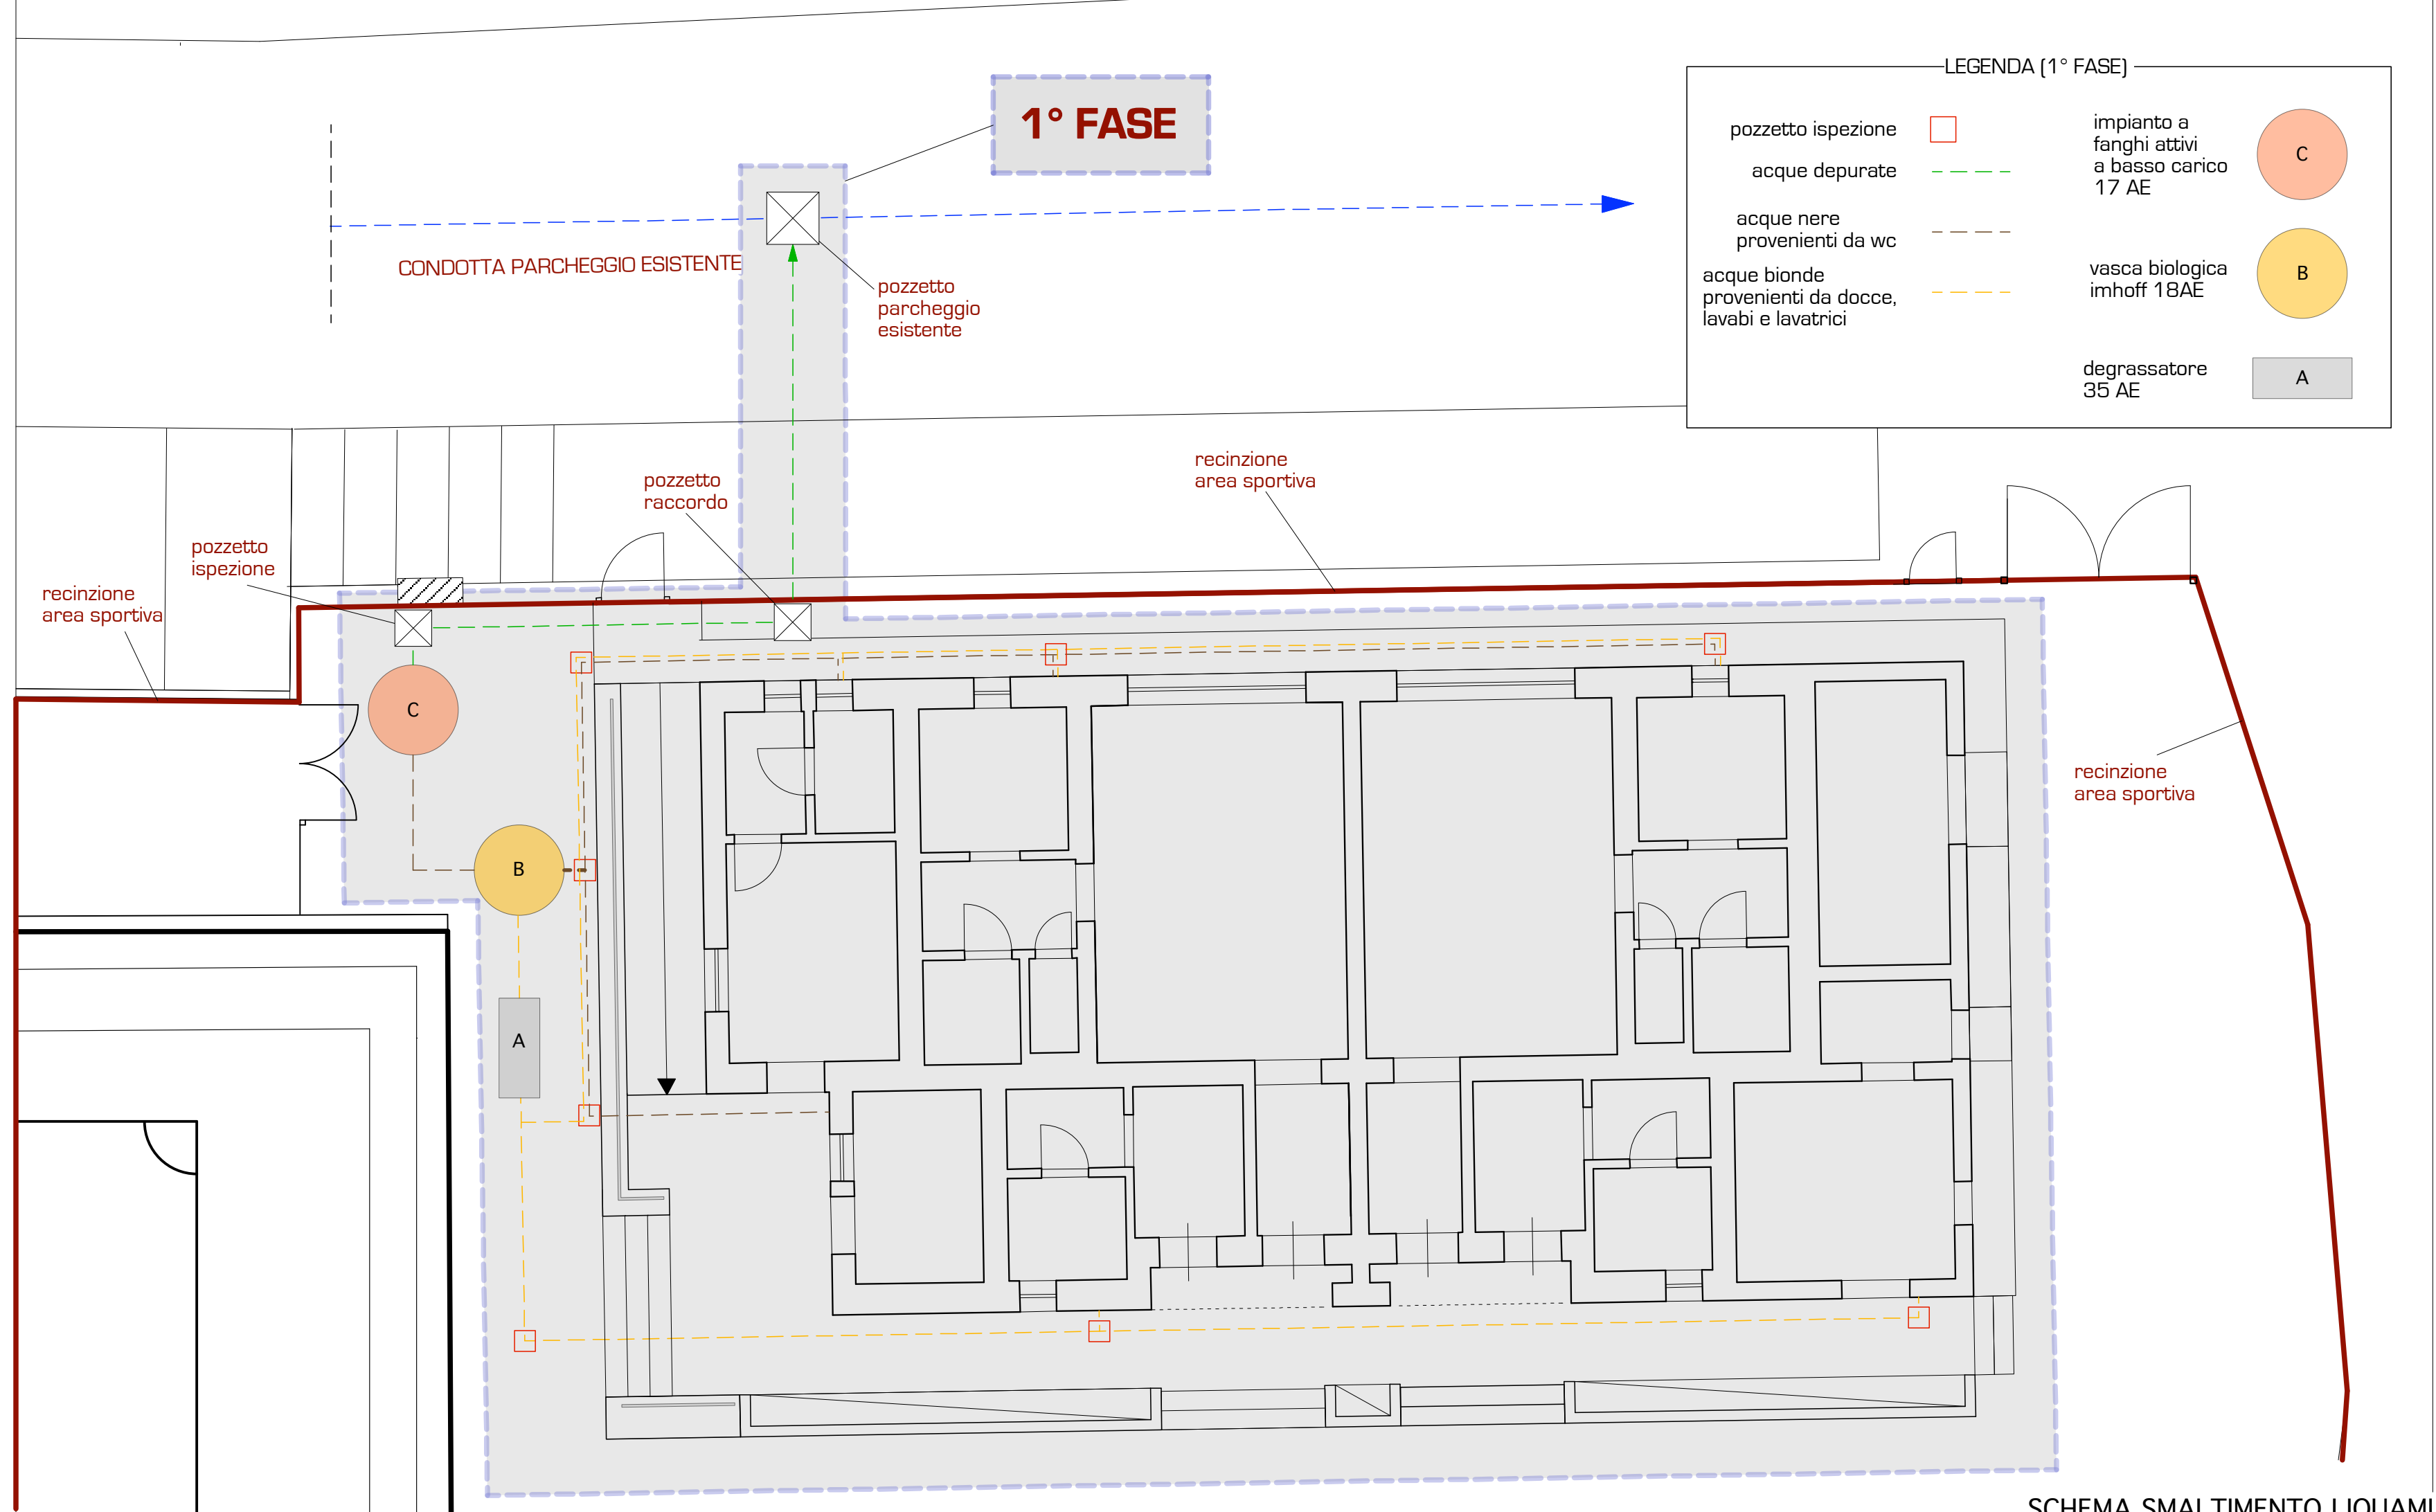 LEGENDA (1° FASE)
1° FASE
pozzetto ispezione
acque depurate
acque nere
provenienti da wc
acque bionde
provenienti da docce,
lavabi e lavatrici
impianto a
fanghi attivi
a basso carico
17 AE
C
vasca biologica
imhoff 18AE
B
degrassatore
35 AE
A
CONDOTTA PARCHEGGIO ESISTENTE
pozzetto
parcheggio
esistente
recinzione
area sportiva
pozzetto
raccordo
pozzetto
ispezione
recinzione
area sportiva
C
recinzione
area sportiva
B
A
SCHEMA SMALTIMENTO LIQUAMI